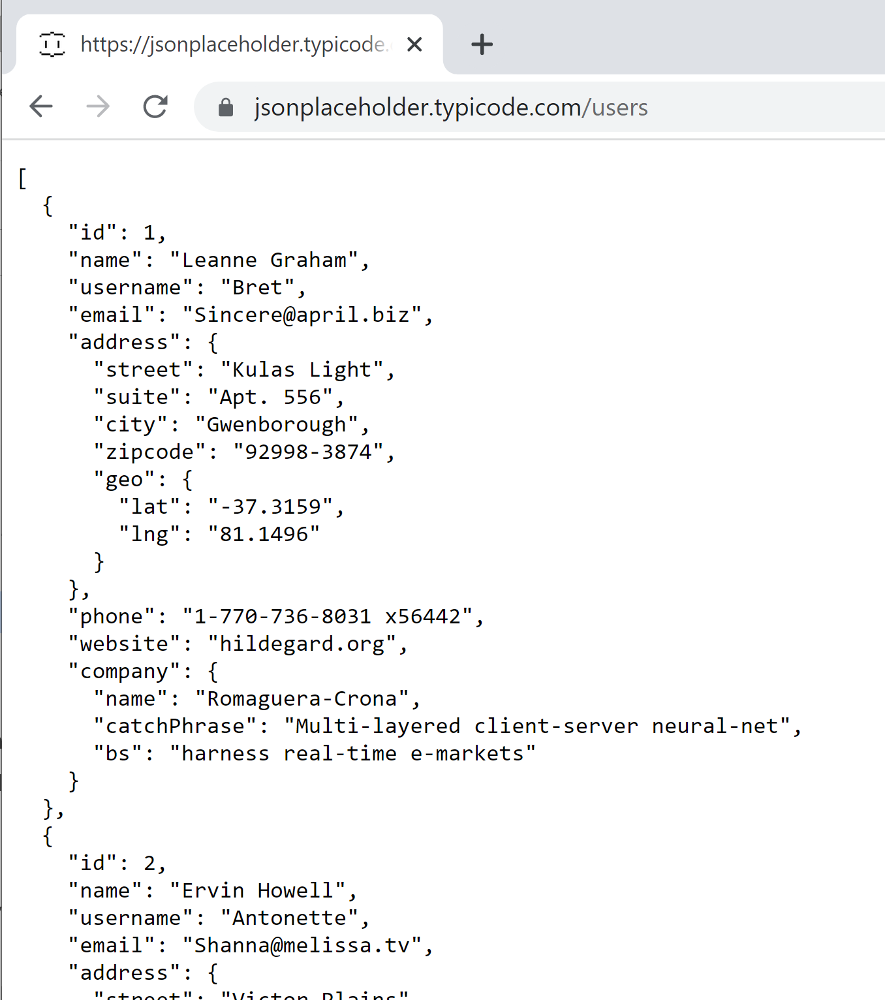 https://jsonplaceholder.typicode.
jsonplaceholder.typicode.com/users
[
  {
    "id": 1,
    "name": "Leanne Graham",
    "username": "Bret",
    "email": "Sincere@april.biz",
    "address": {
      "street": "Kulas Light",
      "suite": "Apt. 556",
      "city": "Gwenborough",
      "zipcode": "92998-3874",
      "geo": {
        "lat": "-37.3159",
        "lng": "81.1496"
      }
    },
    "phone": "1-770-736-8031 x56442",
    "website": "hildegard.org",
    "company": {
      "name": "Romaguera-Crona",
      "catchPhrase": "Multi-layered client-server neural-net",
      "bs": "harness real-time e-markets"
    }
  },
  {
    "id": 2,
    "name": "Ervin Howell",
    "username": "Antonette",
    "email": "Shanna@melissa.tv",
    "address": {
      "street": "Victor Plains"